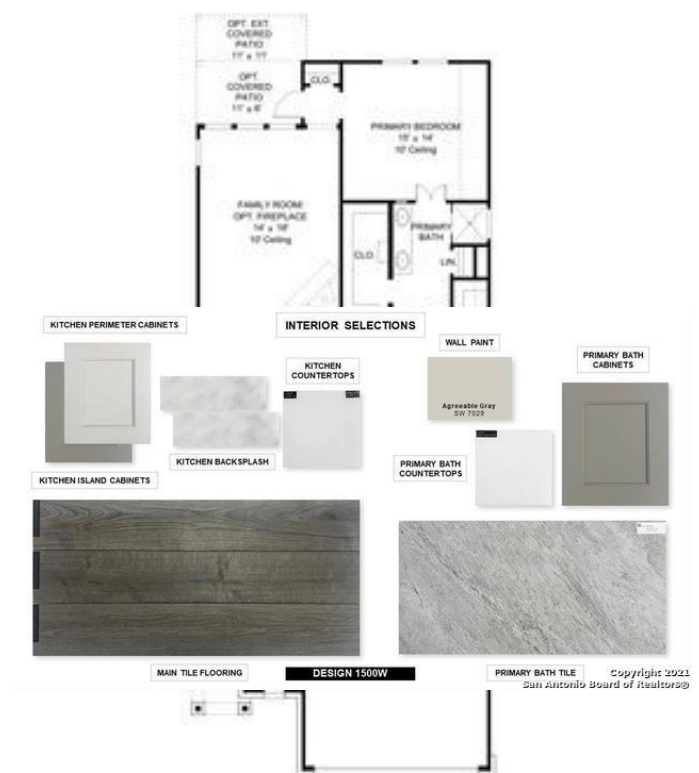 OPT. EXT.
COVERED
PATIO
11' x 11'
OPT.
COVERED
PATIO
CLO.
PRIMARY BEDROOM
15' x 14'
10' Ceiling
FAMILY ROOM
OPT. FIREPLACE
14' x 18'
10' Ceiling
PRIMARY
BATH
CLO.
LIN.
INTERIOR SELECTIONS
KITCHEN PERIMETER CABINETS
KITCHEN
COUNTERTOPS
WALL PAINT
PRIMARY BATH
CABINETS
Agreeable Gray
SW 7029
KITCHEN BACKSPLASH
PRIMARY BATH
COUNTERTOPS
KITCHEN ISLAND CABINETS
MAIN TILE FLOORING
DESIGN 1500W
PRIMARY BATH TILE
Copyright 2021
San Antonio Board of Realtors®